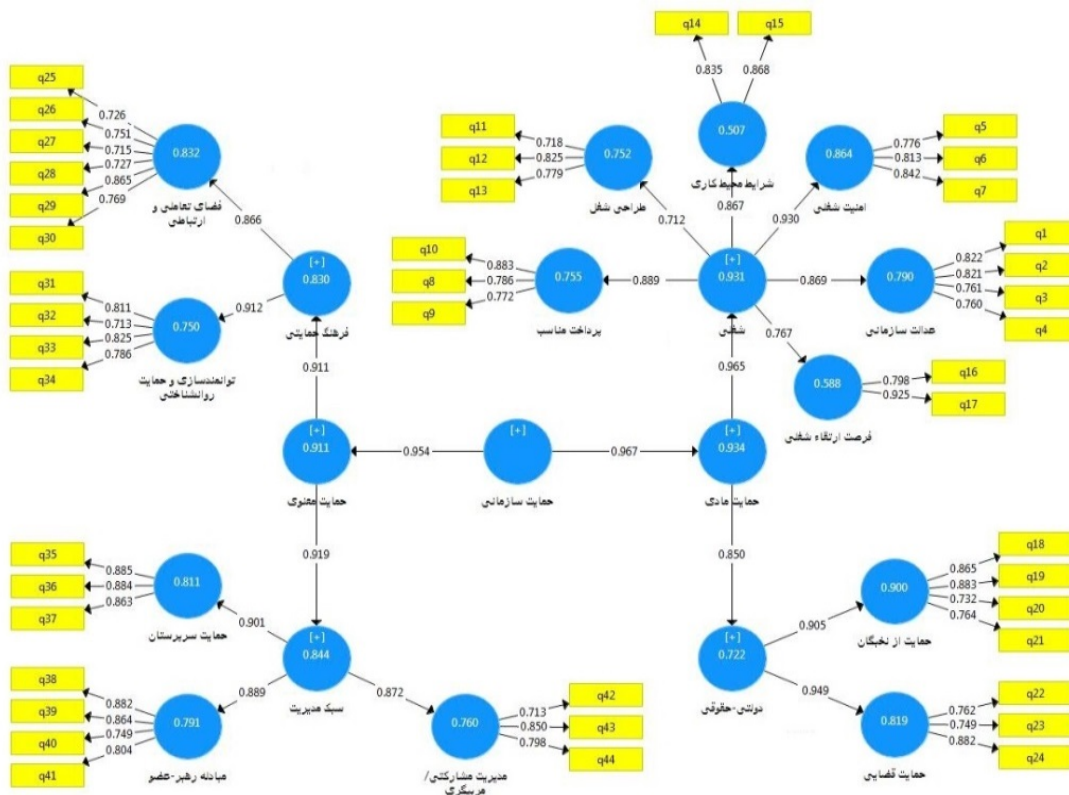 q14
q15
0.835
0.868
0.507
شرایط محیط کاری
q25
q26
q27
q28
q29
q30
0.726
0.751
0.715
0.727
0.865
0.769
0.832
فضای تعاملی و
ارتباطی
0.866
q11
q12
q13
0.718
0.825
0.779
0.752
طراحی شغل
0.712
0.867
0.930
0.864
امنیت شغلی
0.776
0.813
0.842
q5
q6
q7
q10
q8
q9
0.883
0.786
0.772
0.755
پرداخت مناسب
0.889
[+]
0.931
شغلی
0.869
0.790
عدالت سازمانی
0.822
0.821
0.761
0.760
q1
q2
q3
q4
[+]
0.830
فرهنگ حمایتی
q31
q32
q33
q34
0.811
0.713
0.825
0.786
0.750
توانمندسازی و حمایت
روانشناختی
0.912
0.767
0.588
فرصت ارتقاء شغلی
0.798
0.925
q16
q17
0.911
0.965
[+]
0.911
حمایت معنوی
0.954
[+]
حمایت سازمانی
0.967
[+]
0.934
حمایت مادی
0.919
0.850
q35
q36
q37
0.885
0.884
0.863
0.811
حمایت سرپرستان
0.901
[+]
0.844
سبک مدیریت
[+]
0.722
دولتی-حقوقی
0.905
0.900
حمایت از نخبگان
0.865
0.883
0.732
0.764
q18
q19
q20
q21
q38
q39
q40
q41
0.882
0.864
0.749
0.804
0.791
مبادله رهبر-عضو
0.889
0.872
0.760
مدیریت مشارکتی/
مربیگری
0.713
0.850
0.798
q42
q43
q44
0.949
0.819
حمایت قضایی
0.762
0.749
0.882
q22
q23
q24